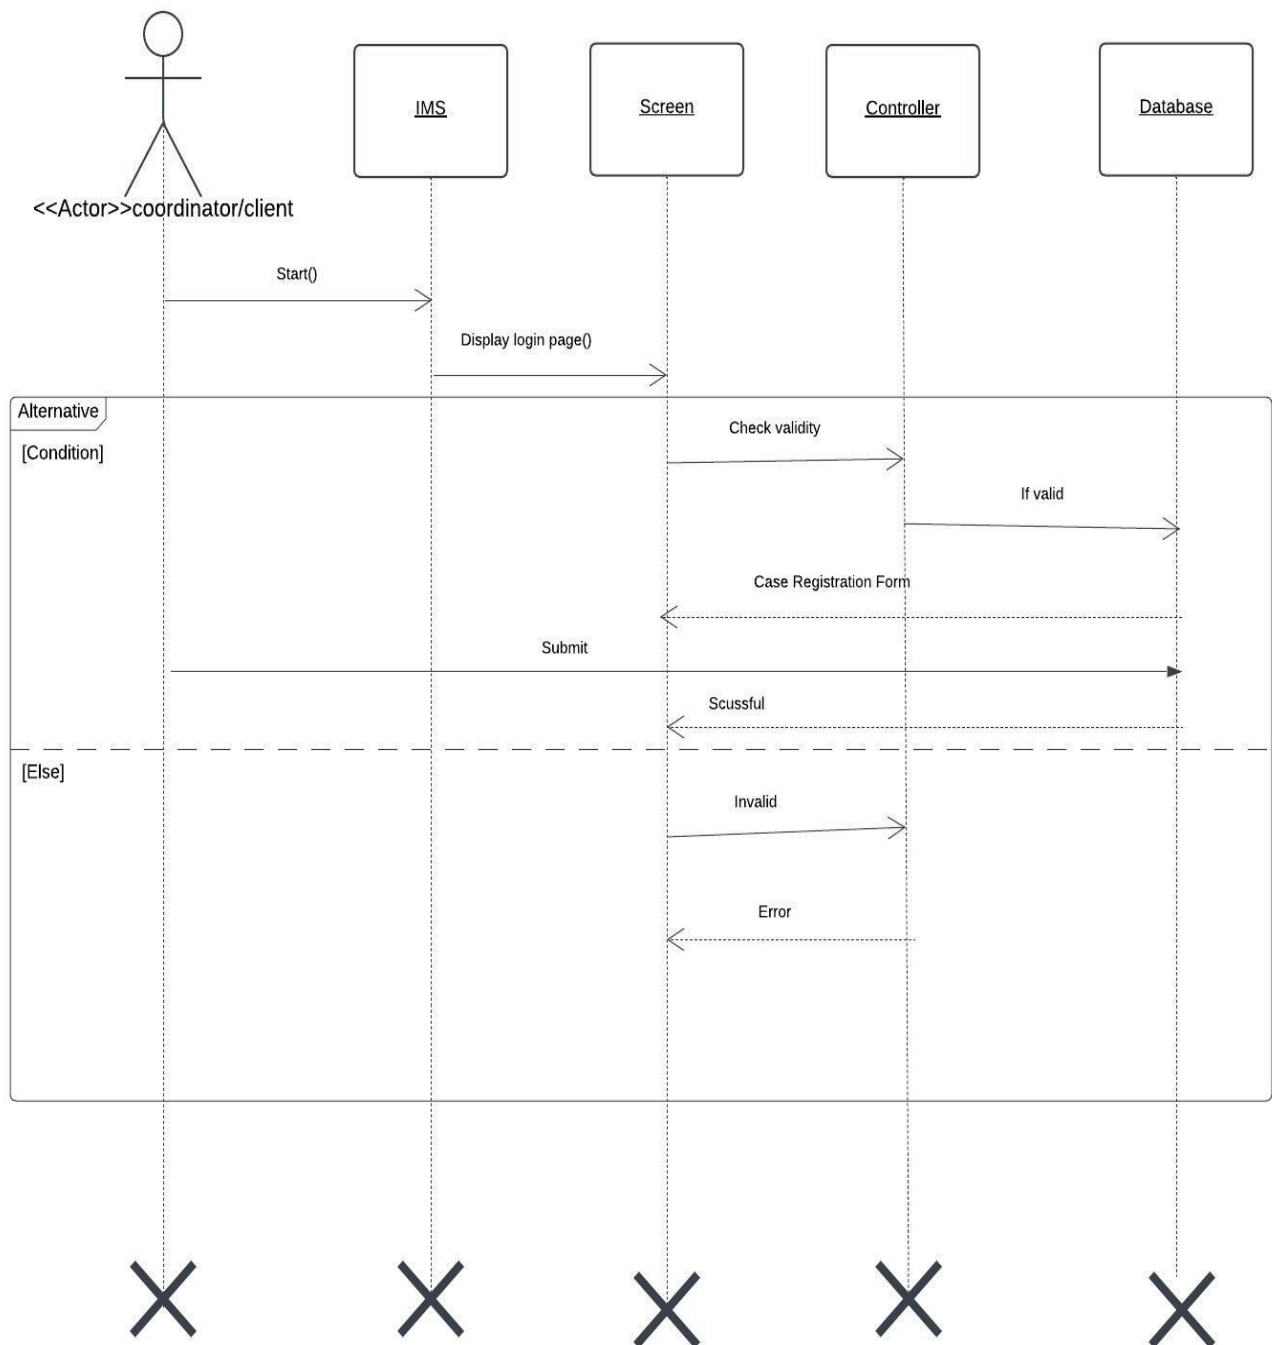 IMS
Screen
Controller
Database
<<Actor>>coordinator/client
Start()
Display login page()
Alternative
Check validity
[Condition]
If valid
Case Registration Form
Submit
Scussful
[Else]
Invalid
Error